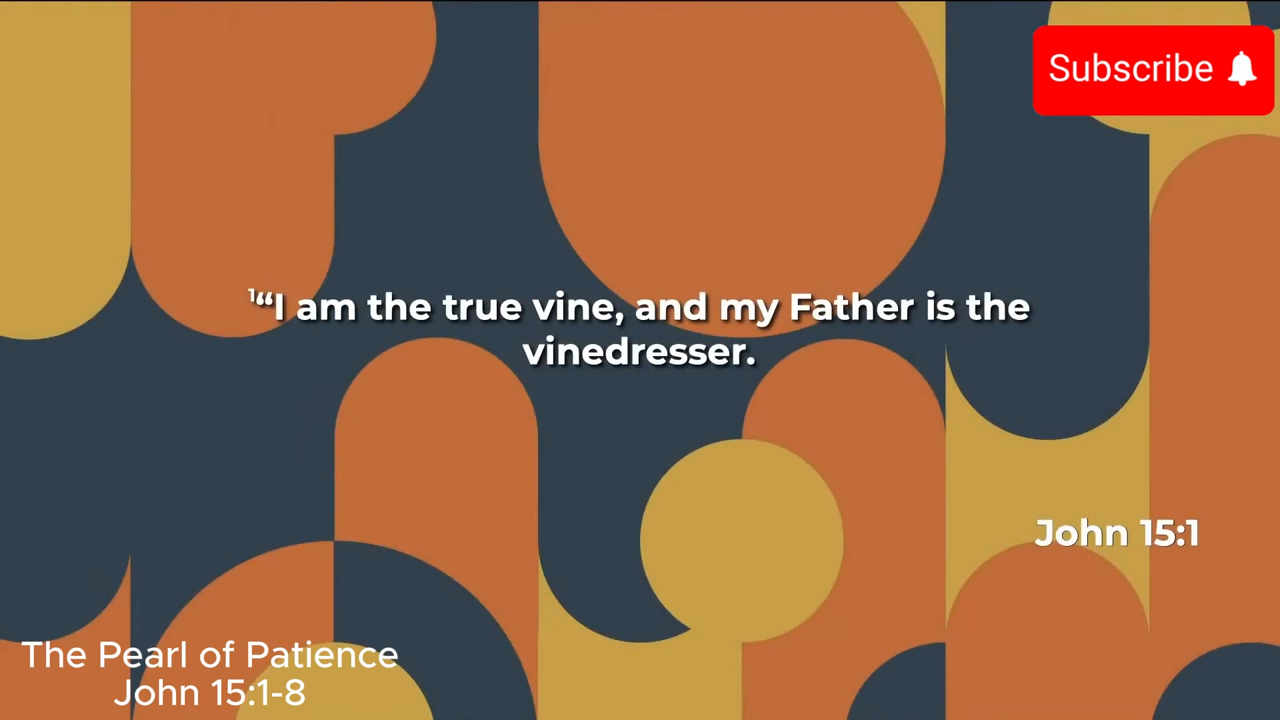 Subscribe
¹“I am the true vine, and my Father is the
vinedresser.
John 15:1
The Pearl of Patience
John 15:1-8